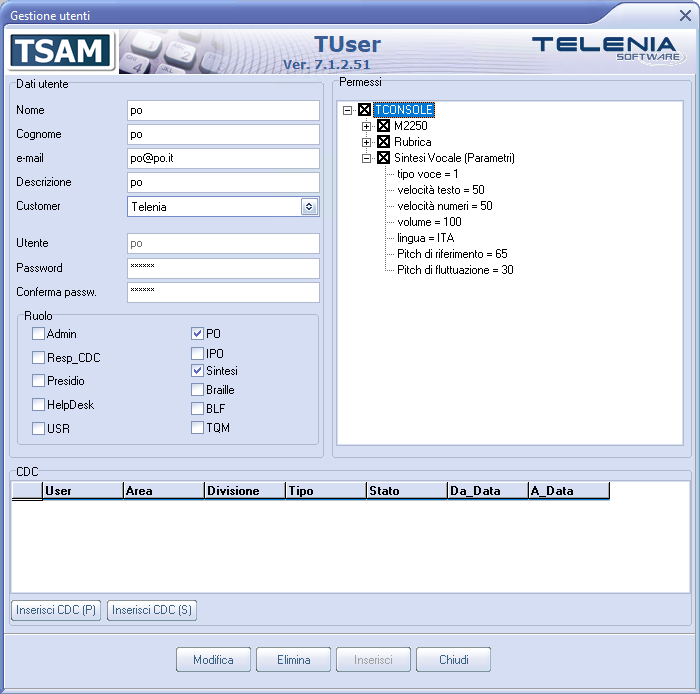 Gestione utenti
TSAM
TUser
Ver. 7.1.2.51
TELENIA
SOFTWARE
Dati utente
Nome
po
Cognome
po
e-mail
po@po.it
Descrizione
po
Customer
Telenia
Utente
po
Password
******
Conferma passw.
******
Ruolo
Admin
Resp_CDC
Presidio
HelpDesk
USR
PO
IPO
Sintesi
Braille
BLF
TQM
Permessi
TCONSOLE
M2250
Rubrica
Sintesi Vocale (Parametri)
tipo voce = 1
velocità testo = 50
velocità numeri = 50
volume = 100
lingua = ITA
Pitch di riferimento = 65
Pitch di fluttuazione = 30
CDC
User Area Divisione Tipo Stato Da_Data A_Data
Inserisci CDC (P) Inserisci CDC (S)
Modifica Elimina Inserisci Chiudi